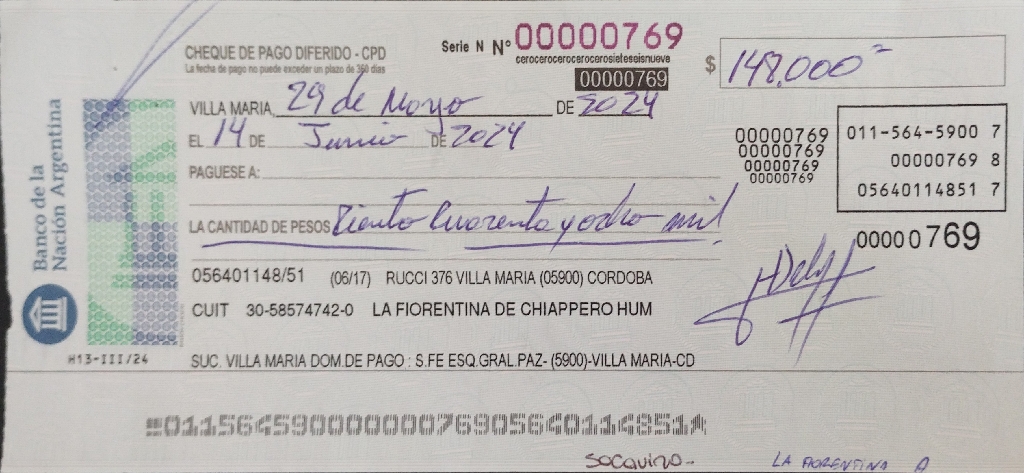 CHEQUE DE PAGO DIFERIDO - CPD
La fecha de pago no puede exceder un plazo de 360 días
Serie N Nº 00000769
cerocerocerocerocerosieteseisnueve
00000769
$ 148.000
VILLA MARIA, 29 de Mayo DE 2024
EL 14 DE Junio DE 2024
PAGUESE A:
LA CANTIDAD DE PESOS Ciento Cuarenta y ocho mil
00000769
00000769
00000769
00000769
011-564-5900 7
00000769 8
05640114851 7
00000769
056401148/51 (06/17) RUCCI 376 VILLA MARIA (05900) CORDOBA
CUIT 30-58574742-0 LA FIORENTINA DE CHIAPPERO HUM
SUC. VILLA MARIA DOM.DE PAGO : S.FE ESQ.GRAL.PAZ- (5900)-VILLA MARIA-CD
Banco de la
Nación Argentina
H13-III/24
01156459000000076905640114851
LA FIORENTINA